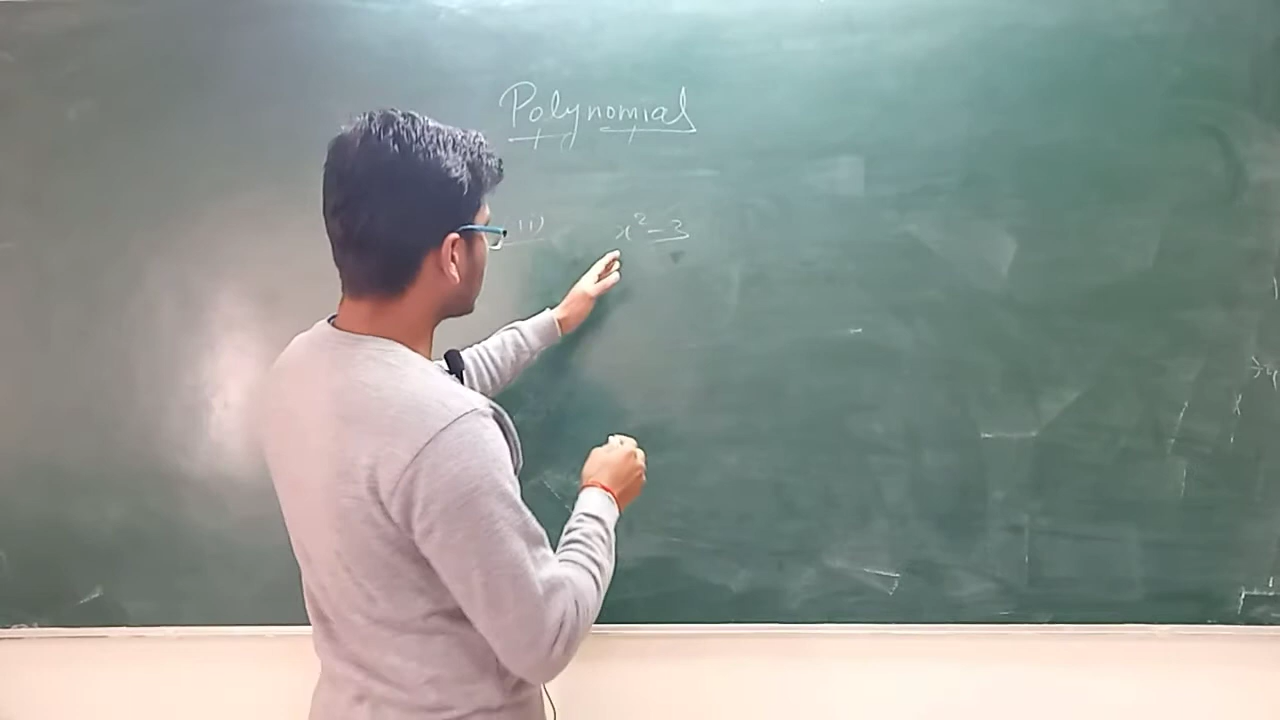 Polynomial
(ii) x² - 3